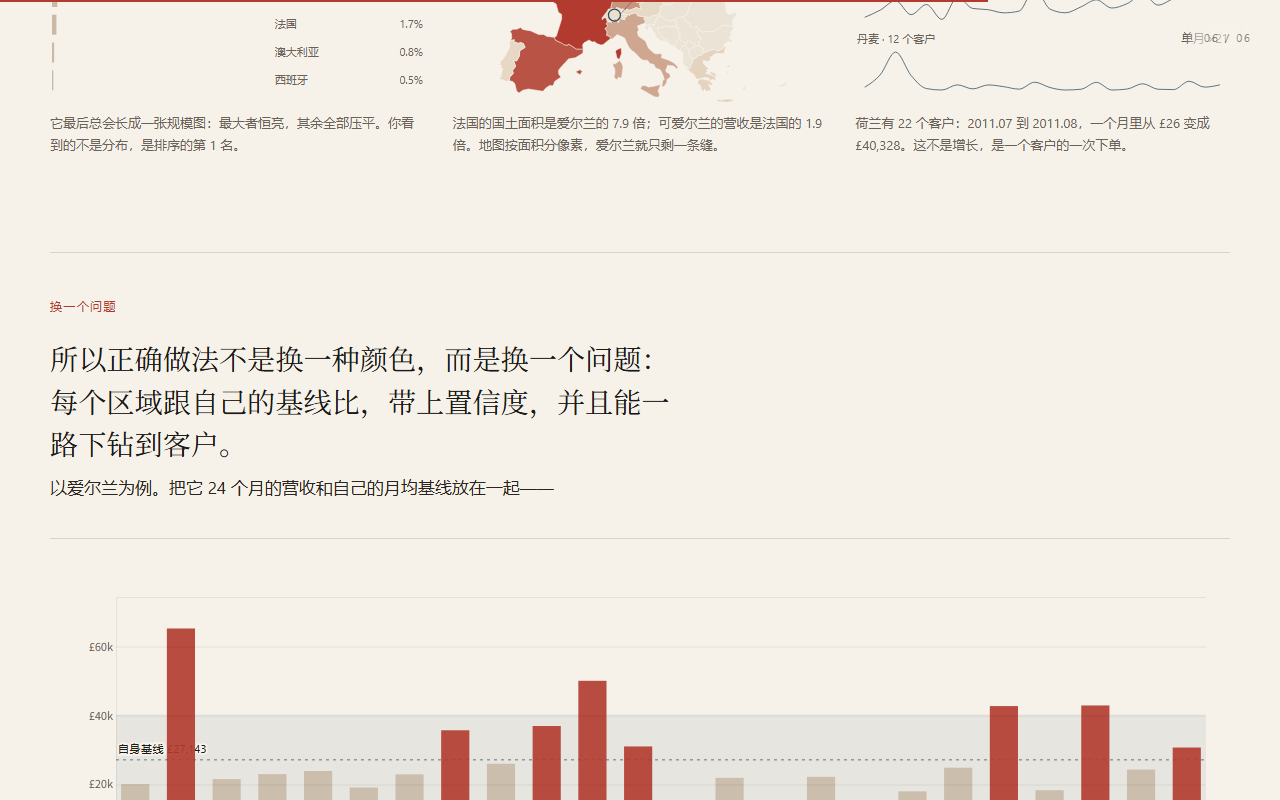 法国 1.7%
澳大利亚 0.8%
西班牙 0.5%
它最后总会长成一张规模图：最大者恒亮，其余全部压平。你看
到的不是分布，是排序的第 1 名。
法国的国土面积是爱尔兰的 7.9 倍；可爱尔兰的营收是法国的 1.9
倍。地图按面积分像素，爱尔兰就只剩一条缝。
丹麦 · 12 个客户
/ 06
荷兰有 22 个客户：2011.07 到 2011.08，一个月里从 £26 变成
£40,328。这不是增长，是一个客户的一次下单。
换一个问题
所以正确做法不是换一种颜色，而是换一个问题：
每个区域跟自己的基线比，带上置信度，并且能一
路下钻到客户。
以爱尔兰为例。把它 24 个月的营收和自己的月均基线放在一起——
£60k
£40k
自身基线 £27,143
£20k